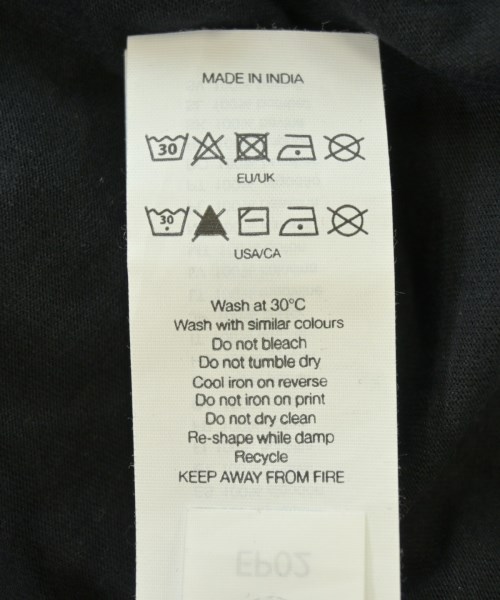 MADE IN INDIA
30
EU/UK
30
USA/CA
Wash at 30°C
Wash with similar colours
Do not bleach
Do not tumble dry
Cool iron on reverse
Do not iron on print
Do not dry clean
Re-shape while damp
Recycle
KEEP AWAY FROM FIRE
EP02